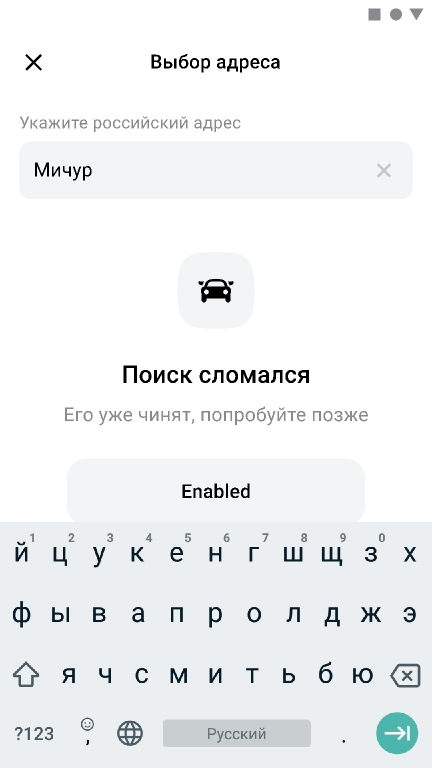 Выбор адреса
Укажите российский адрес
Мичур
Поиск сломался
Его уже чинят, попробуйте позже
Enabled
1 2 3 4 5 6 7 8 9 0
й ц у к е н г ш щ з х
ф ы в а п р о л д ж э
я ч с м и т ь б ю
?123 , Русский .